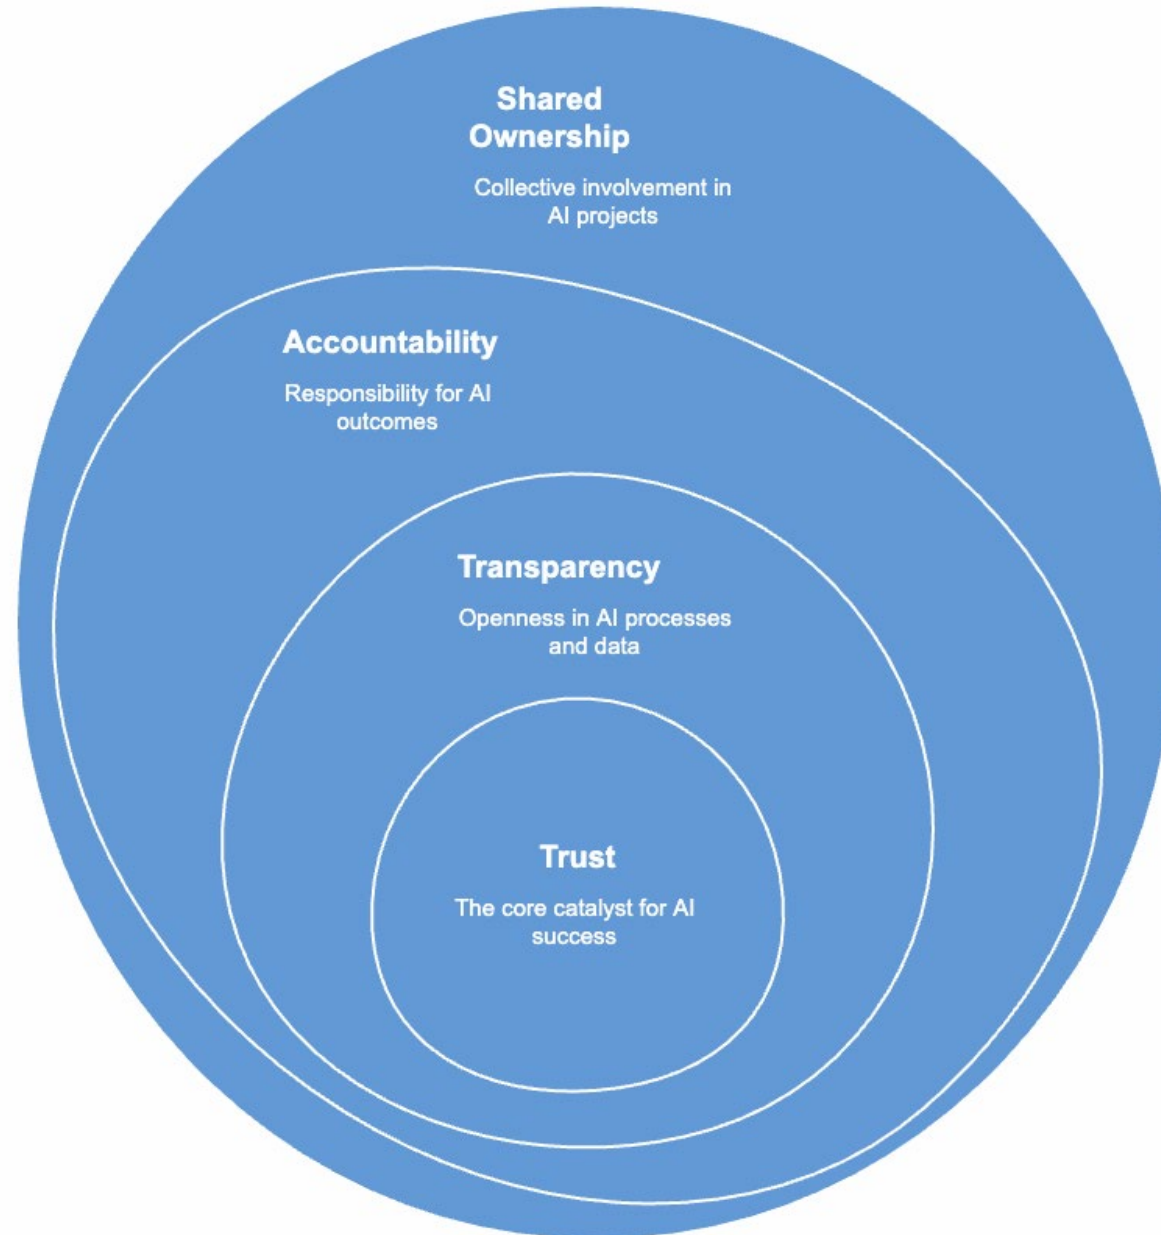 Shared
Ownership
Collective involvement in
AI projects
Accountability
Responsibility for AI
outcomes
Transparency
Openness in AI processes
and data
Trust
The core catalyst for AI
success